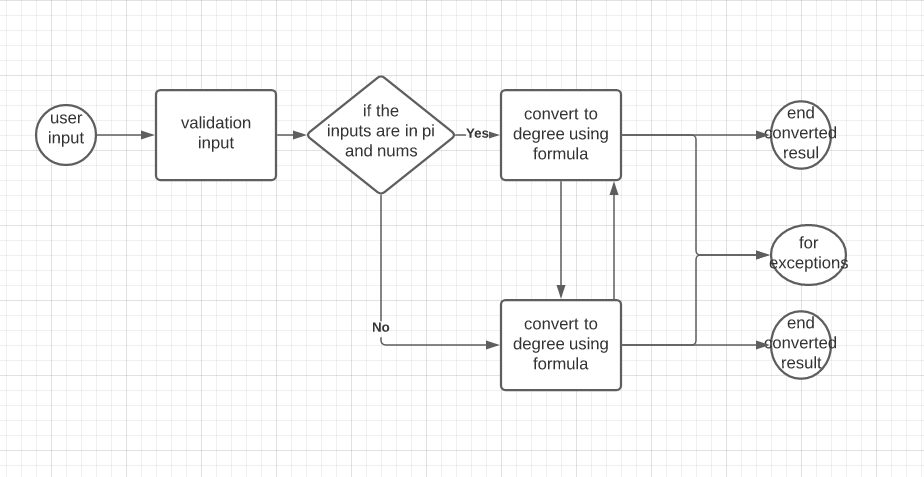 user
input
validation
input
if the
inputs are in pi
and nums
Yes
convert to
degree using
formula
end
converted
resul
for
exceptions
No
convert to
degree using
formula
end
converted
result